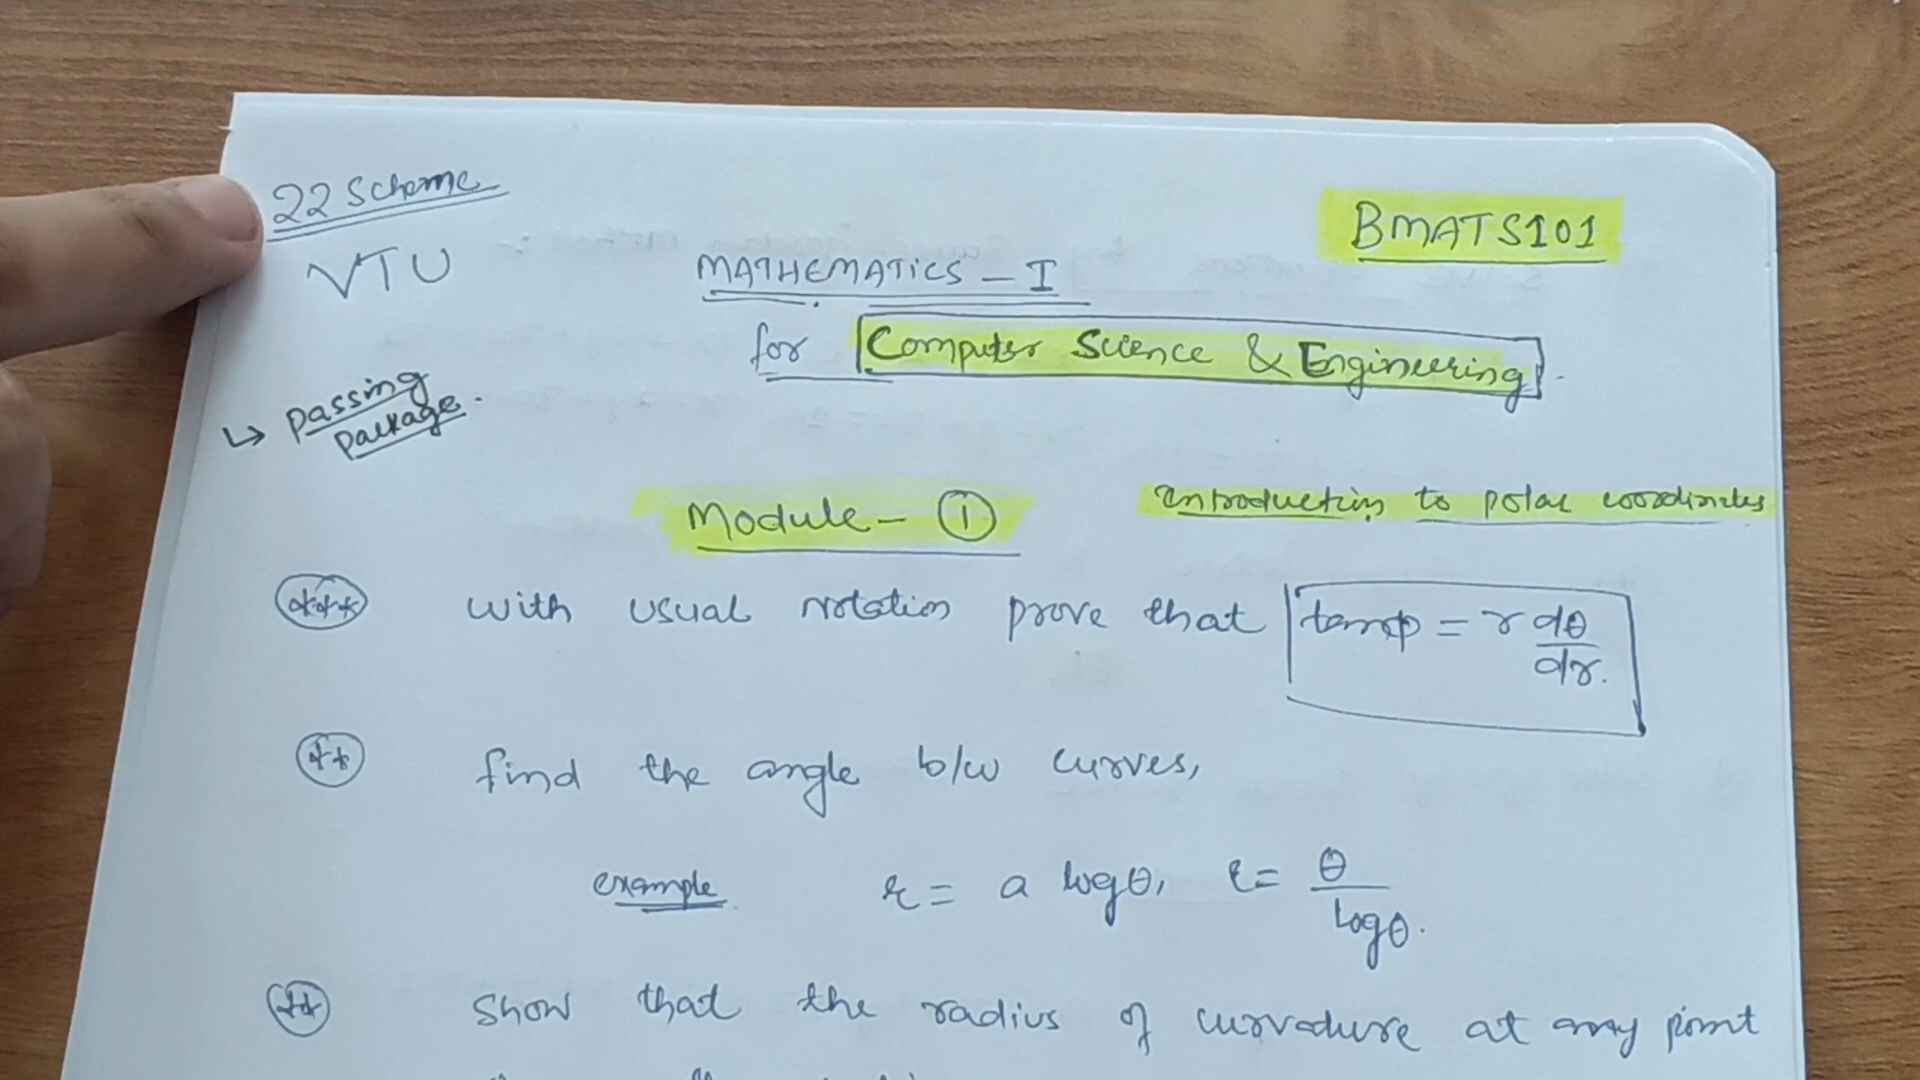 22 Scheme
VTU
BMATS101
MATHEMATICS - I
for Computer Science & Engineering.
↳ passing package.
Module - ①
Introduction to polar coordinates
*** with usual notation prove that tanφ = r dθ/dr.
** find the angle b/w curves,
example r = a logθ, r = θ/logθ.
** Show that the radius of curvature at any point